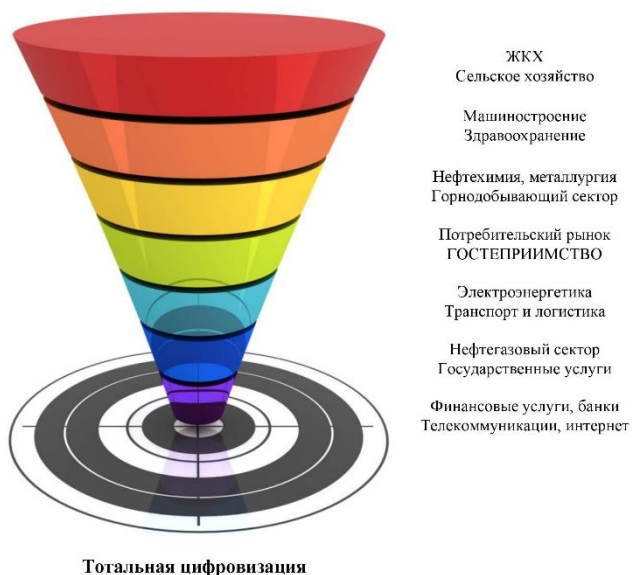 ЖКХ
Сельское хозяйство
Машиностроение
Здравоохранение
Нефтехимия, металлургия
Горнодобывающий сектор
Потребительский рынок
ГОСТЕПРИИМСТВО
Электроэнергетика
Транспорт и логистика
Нефтегазовый сектор
Государственные услуги
Финансовые услуги, банки
Телекоммуникации, интернет
Тотальная цифровизация